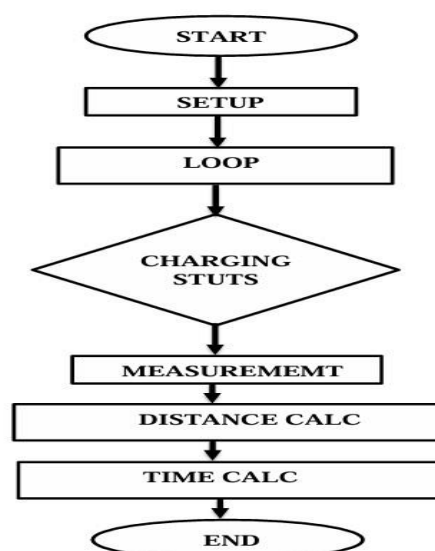 START
SETUP
LOOP
CHARGING
STUTS
MEASUREMEMT
DISTANCE CALC
TIME CALC
END